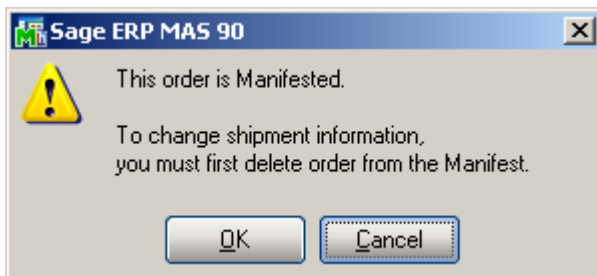 Sage ERP MAS 90
This order is Manifested.
To change shipment information,
you must first delete order from the Manifest.
OK
Cancel